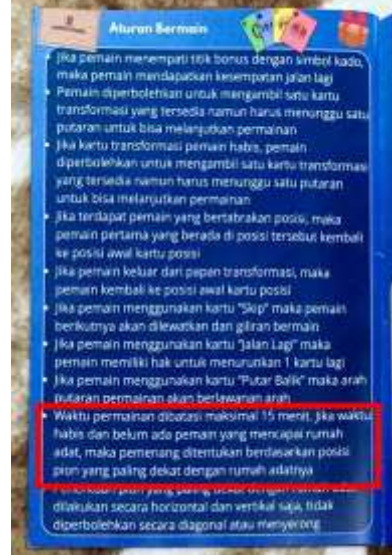 Aturan Bermain
Jika pemain menempati titik bonus dengan simbol kado,
maka pemain mendapatkan kesempatan jalan lagi
Pemain diperbolehkan untuk mengambil satu kartu
transformasi yang tersedia namun harus menunggu satu
putaran untuk bisa melanjutkan permainan
Jika kartu transformasi pemain habis, pemain
diperbolehkan untuk mengambil satu kartu transformasi
yang tersedia namun harus menunggu satu putaran
untuk bisa melanjutkan permainan
Jika terdapat pemain yang bertabrakan posisi, maka
pemain pertama yang berada di posisi tersebut kembali
ke posisi awal kartu posisi
Jika pemain keluar dari papan transformasi, maka
pemain kembali ke posisi awal kartu posisi
Jika pemain menggunakan kartu "Skip" maka pemain
berikutnya akan dilewatkan dan giliran bermain
Jika pemain menggunakan kartu "Jalan Lagi" maka
pemain memiliki hak untuk menurunkan 1 kartu lagi
Jika pemain menggunakan kartu "Putar Balik" maka arah
putaran permainan akan berlawanan arah
Waktu permainan dibatasi maksimal 15 menit. Jika waktu
habis dan belum ada pemain yang mencapai rumah
adat, maka pemenang ditentukan berdasarkan posisi
pion yang paling dekat dengan rumah adatnya
pion yang paling dekat dengan rumah
dilakukan secara horizontal dan vertikal saja, tidak
diperbolehkan secara diagonal atau menyerong